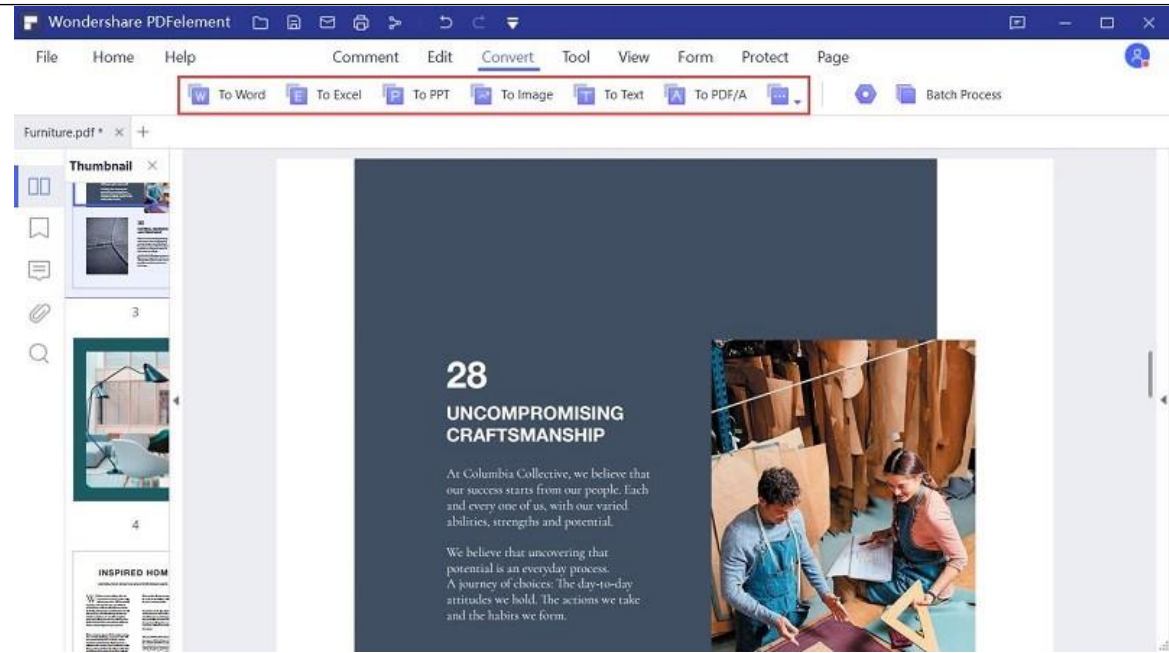 Wondershare PDFelement
File Home Help Comment Edit Convert Tool View Form Protect Page
To Word To Excel To PPT To Image To Text To PDF/A Batch Process
Furniture.pdf *
Thumbnail
3
4
INSPIRED HOM
28
UNCOMPROMISING
CRAFTSMANSHIP
At Columbia Collective, we believe that
our success starts from our people. Each
and every one of us, with our varied
abilities, strengths and potential.
We believe that uncovering that
potential is an everyday process.
A journey of choices: The day-to-day
attitudes we hold. The actions we take
and the habits we form.